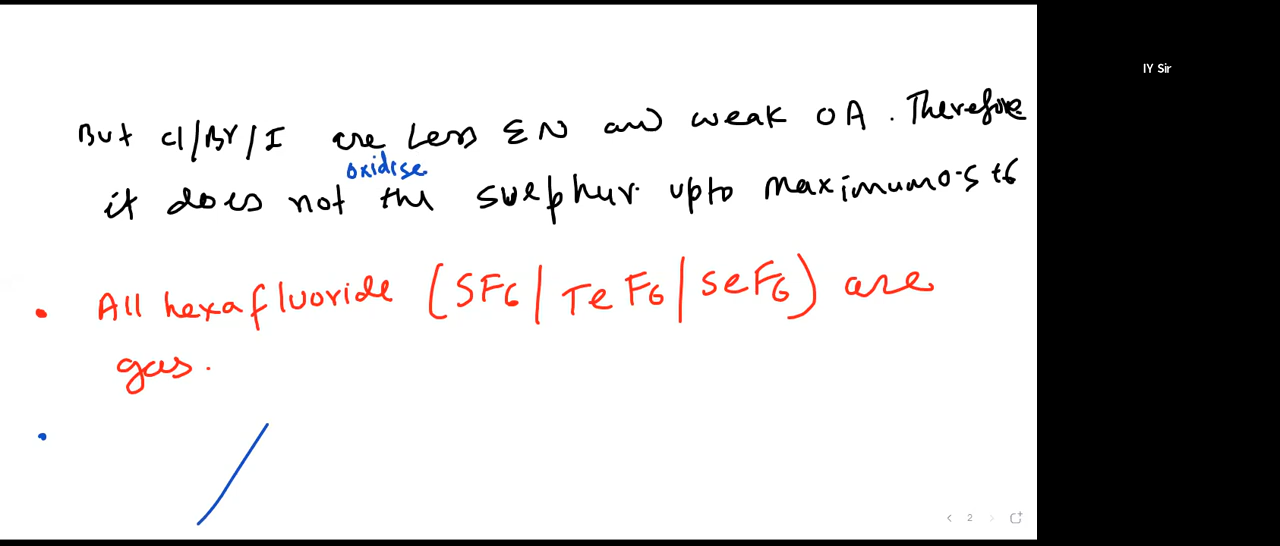 But Cl/Br/I are Less EN and weak OA. Therefore
oxidise
it does not the sulphur upto maximum O.S +6
• All hexafluoride (SF6 | TeF6 | SeF6) are
gas.
IY Sir
2